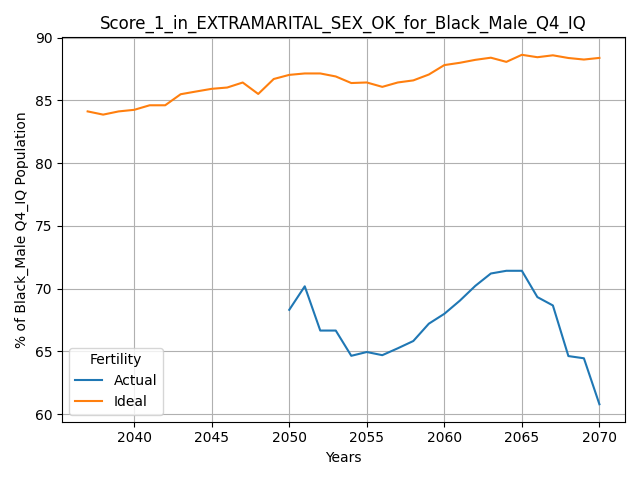 Score_1_in_EXTRAMARITAL_SEX_OK_for_Black_Male_Q4_IQ
% of Black_Male Q4_IQ Population
90
85
80
75
70
65
60
Fertility
Actual
Ideal
2040 2045 2050 2055 2060 2065 2070
Years